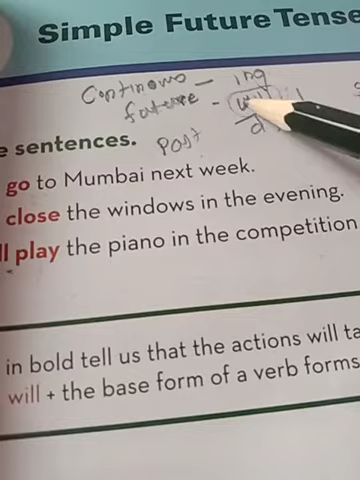 Simple Future Tense
Continous - ing
future - will
e sentences.
Past
d
go to Mumbai next week.
close the windows in the evening.
ll play the piano in the competition
in bold tell us that the actions will ta
will + the base form of a verb forms